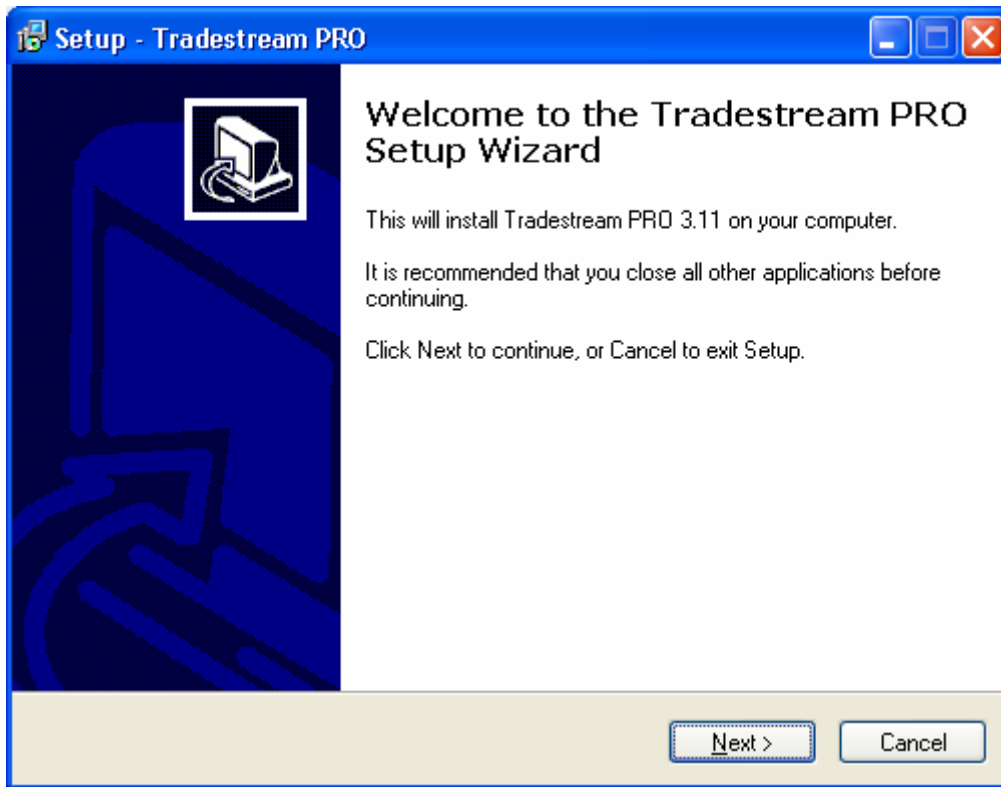 Setup - Tradestream PRO
Welcome to the Tradestream PRO
Setup Wizard
This will install Tradestream PRO 3.11 on your computer.
It is recommended that you close all other applications before
continuing.
Click Next to continue, or Cancel to exit Setup.
Next >
Cancel